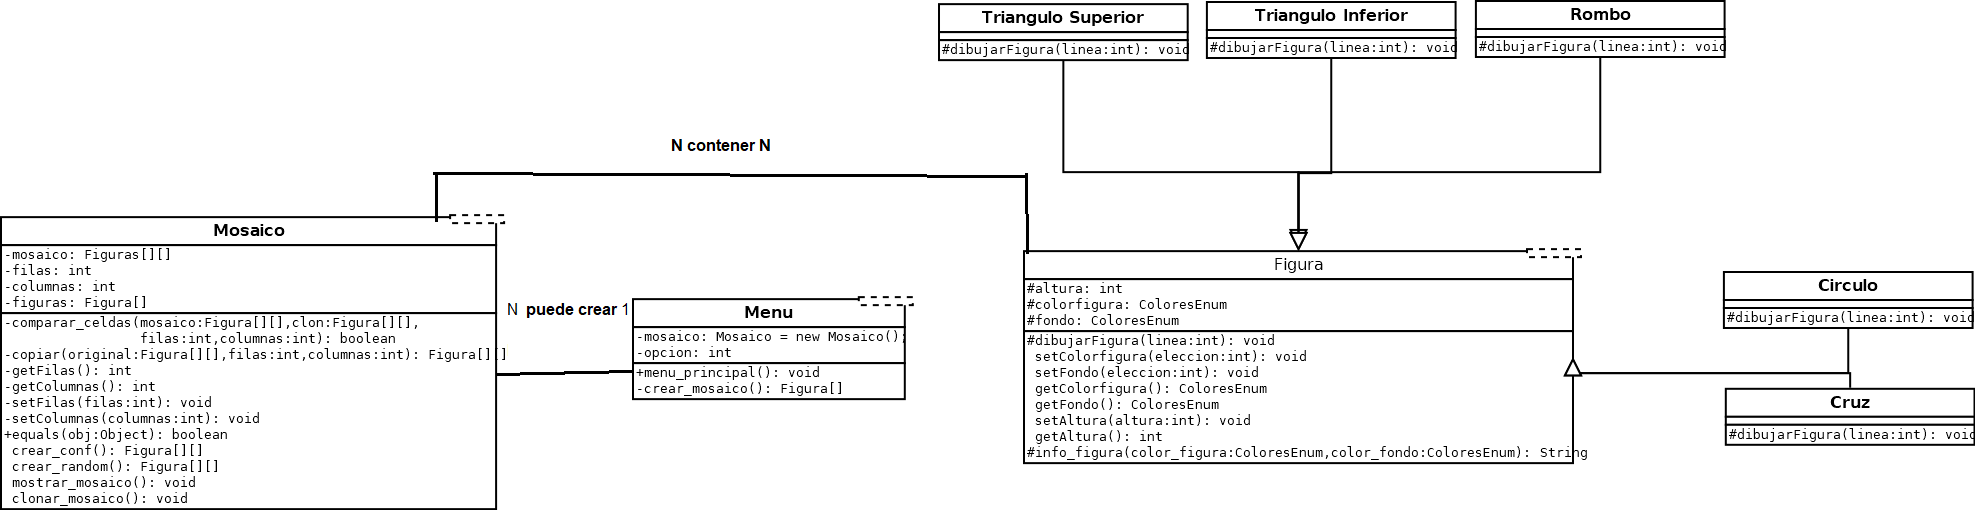 Triangulo Superior
#dibujarFigura(linea:int): void
Triangulo Inferior
#dibujarFigura(linea:int): void
Rombo
#dibujarFigura(linea:int): void
N contener N
Mosaico
-mosaico: Figuras[][]
-filas: int
-columnas: int
-figuras: Figura[]
-comparar_celdas(mosaico:Figura[][],clon:Figura[][],
filas:int,columnas:int): boolean
-copiar(original:Figura[][],filas:int,columnas:int): Figura[][]
-getFilas(): int
-getColumnas(): int
-setFilas(filas:int): void
-setColumnas(columnas:int): void
+equals(obj:Object): boolean
crear_conf(): Figura[][]
crear_random(): Figura[][]
mostrar_mosaico(): void
clonar_mosaico(): void
N puede crear 1
Menu
-mosaico: Mosaico = new Mosaico();
-opcion: int
+menu_principal(): void
-crear_mosaico(): Figura[]
Figura
#altura: int
#colorfigura: ColoresEnum
#fondo: ColoresEnum
#dibujarFigura(linea:int): void
setColorfigura(eleccion:int): void
setFondo(eleccion:int): void
getColorfigura(): ColoresEnum
getFondo(): ColoresEnum
setAltura(altura:int): void
getAltura(): int
#info_figura(color_figura:ColoresEnum,color_fondo:ColoresEnum): String
Circulo
#dibujarFigura(linea:int): void
Cruz
#dibujarFigura(linea:int): void